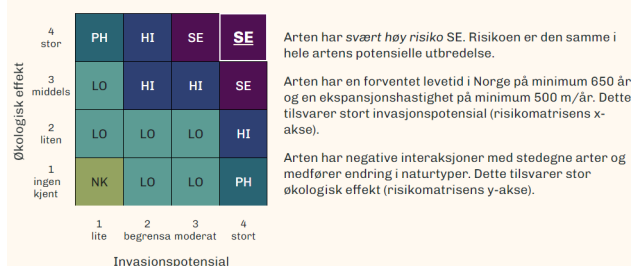 Økologisk effekt
4
stor
PH HI SE SE
3
middels
LO HI HI SE
2
liten
LO LO LO HI
1
ingen
kjent
NK LO LO PH
1 2 3 4
lite begrensa moderat stort
Invasjonspotensial
Arten har svært høy risiko SE. Risikoen er den samme i
hele artens potensielle utbredelse.
Arten har en forventet levetid i Norge på minimum 650 år
og en ekspansjonshastighet på minimum 500 m/år. Dette
tilsvarer stort invasjonspotensial (risikomatrisens x-
akse).
Arten har negative interaksjoner med stedegne arter og
medfører endring i naturtyper. Dette tilsvarer stor
økologisk effekt (risikomatrisens y-akse).